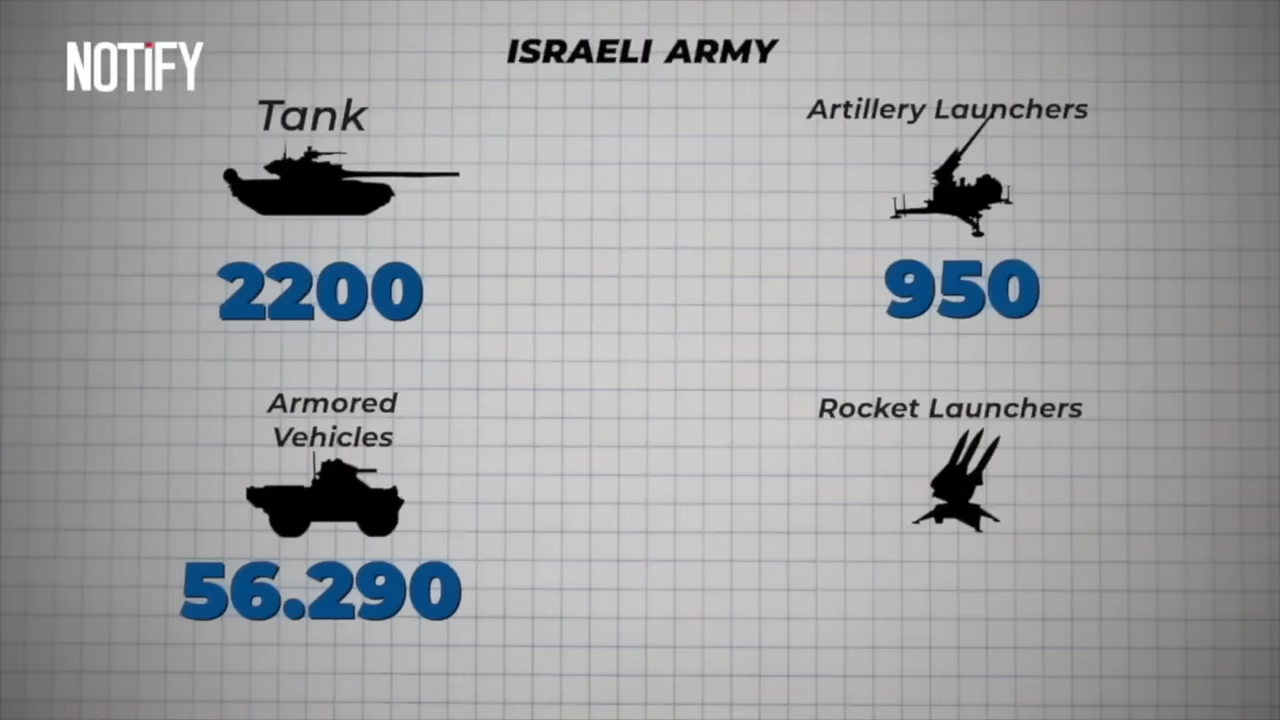 NOTiFY
ISRAELI ARMY
Tank
2200
Artillery Launchers
950
Armored
Vehicles
56.290
Rocket Launchers